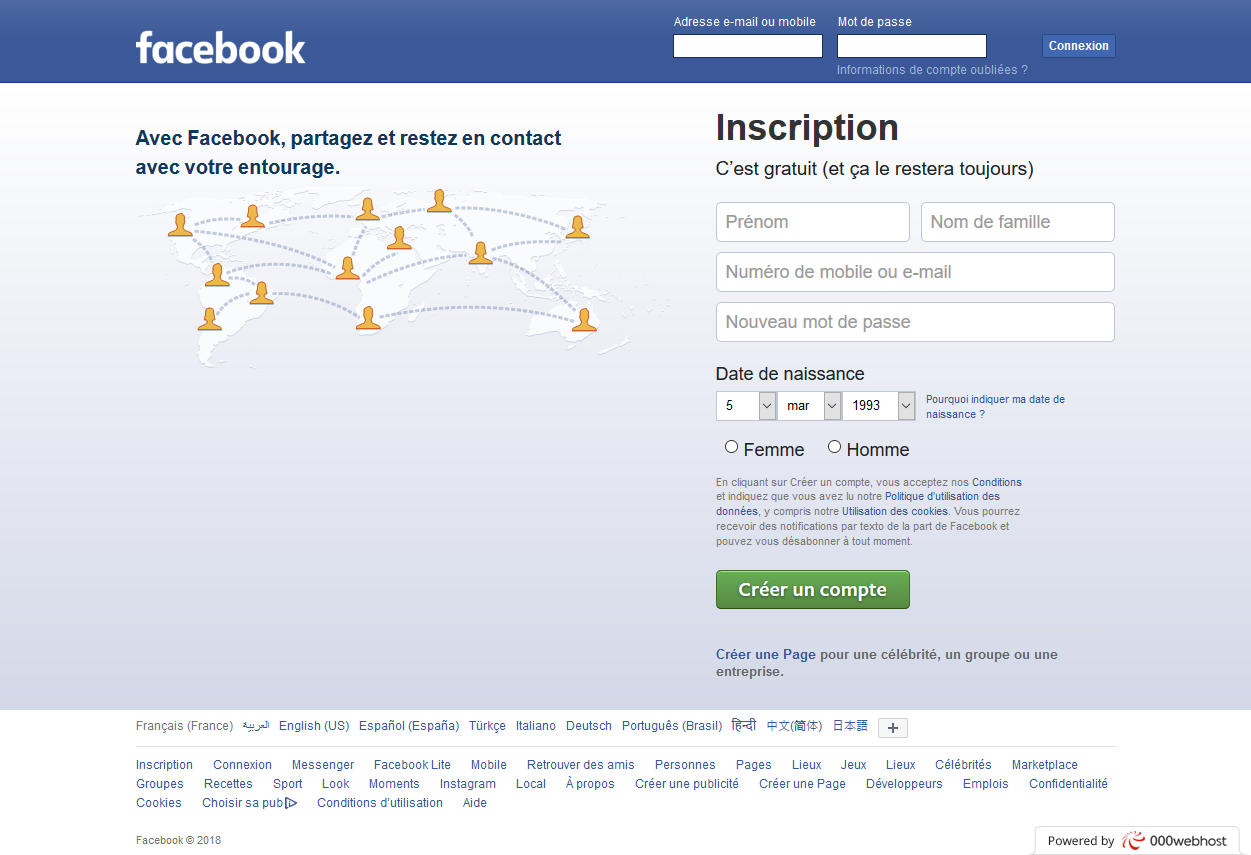 facebook
Adresse e-mail ou mobile
Mot de passe
Connexion
Informations de compte oubliées ?
Avec Facebook, partagez et restez en contact
avec votre entourage.
Inscription
C’est gratuit (et ça le restera toujours)
Prénom
Nom de famille
Numéro de mobile ou e-mail
Nouveau mot de passe
Date de naissance
5 mar 1993
Pourquoi indiquer ma date de
naissance ?
Femme Homme
En cliquant sur Créer un compte, vous acceptez nos Conditions
et indiquez que vous avez lu notre Politique d’utilisation des
données, y compris notre Utilisation des cookies. Vous pourrez
recevoir des notifications par texto de la part de Facebook et
pouvez vous désabonner à tout moment.
Créer un compte
Créer une Page pour une célébrité, un groupe ou une
entreprise.
Français (France) العربية English (US) Español (España) Türkçe Italiano Deutsch Português (Brasil) हिन्दी 中文(简体) 日本語 +
Inscription Connexion Messenger Facebook Lite Mobile Retrouver des amis Personnes Pages Lieux Jeux Lieux Célébrités Marketplace
Groupes Recettes Sport Look Moments Instagram Local À propos Créer une publicité Créer une Page Développeurs Emplois Confidentialité
Cookies Choisir sa pub Conditions d’utilisation Aide
Facebook © 2018
Powered by 000webhost